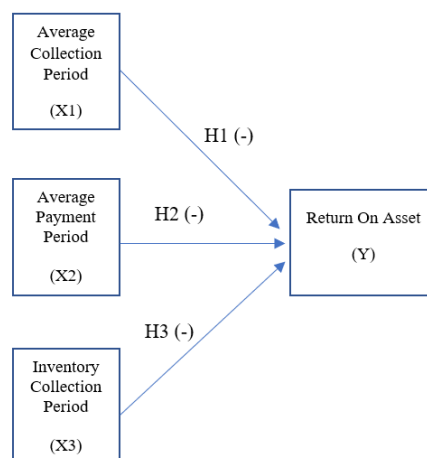 Average
Collection
Period
(X1)
H1 (-)
Average
Payment
Period
(X2)
H2 (-)
Return On Asset
(Y)
H3 (-)
Inventory
Collection
Period
(X3)